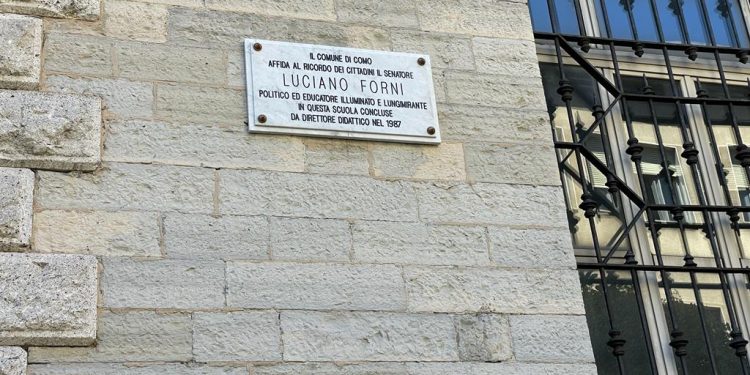 IL COMUNE DI COMO
AFFIDA AL RICORDO DEI CITTADINI IL SENATORE
LUCIANO FORNI
POLITICO ED EDUCATORE ILLUMINATO E LUNGIMIRANTE
IN QUESTA SCUOLA CONCLUSE
DA DIRETTORE DIDATTICO NEL 1987